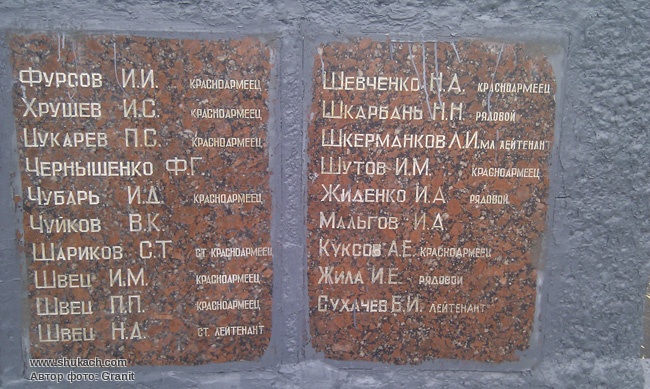 Фурсов И.И. красноармеец
Хрушев И.С. красноармеец
Цукарев П.С. красноармеец
Чернышенко Ф.Г
Чубарь И.Д красноармеец
Чуйков В.К.
Шариков С.Т ст. красноармеец
Швец И.М. красноармеец
Швец П.П. красноармеец
Швец Н.Д. ст. лейтенант
Шевченко Н.А. красноармеец
Шкарбань Н.Н. рядовой
Шкерманков Л.И. мл лейтенант
Шутов И.М. красноармеец
Жиденко И.Д рядовой.
Мальгов И.Д.
Куксов А.Е. красноармеец
Жила И.Е. рядовой
Сухачев Б.И. лейтенант
www.shukach.com
Автор фото: Granit